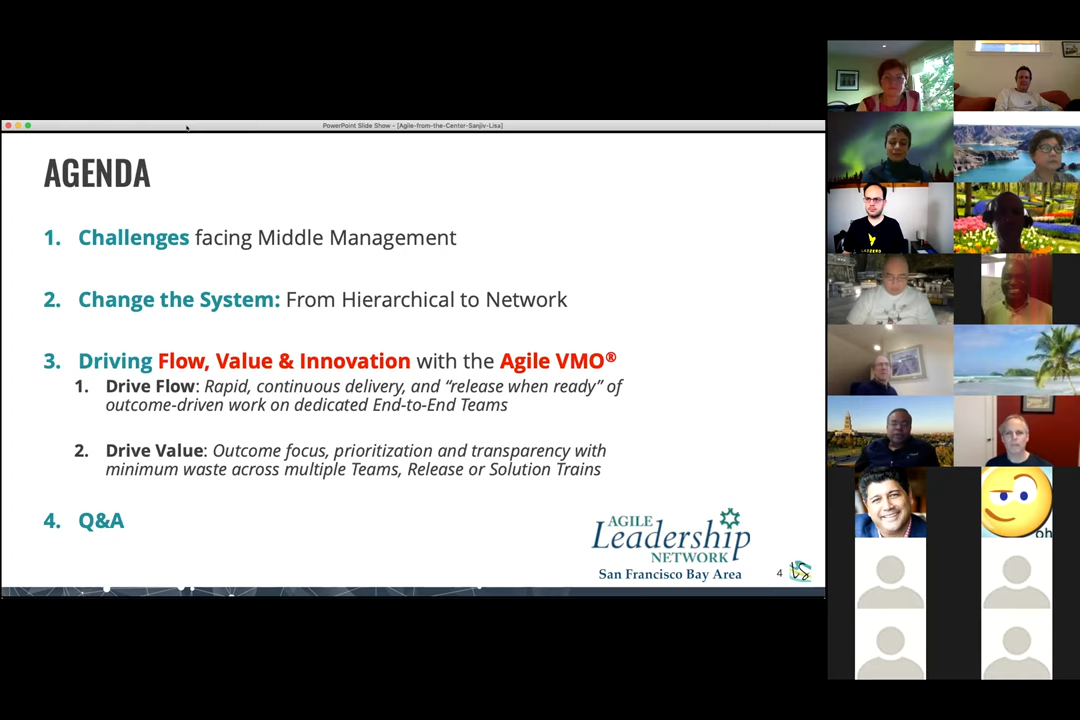 PowerPoint Slide Show - [Agile-from-the-Center-Sanjiv-Lisa]
AGENDA
1. Challenges facing Middle Management
2. Change the System: From Hierarchical to Network
3. Driving Flow, Value & Innovation with the Agile VMO®
1. Drive Flow: Rapid, continuous delivery, and “release when ready” of
outcome-driven work on dedicated End-to-End Teams
2. Drive Value: Outcome focus, prioritization and transparency with
minimum waste across multiple Teams, Release or Solution Trains
4. Q&A
AGILE
Leadership
NETWORK
San Francisco Bay Area
4